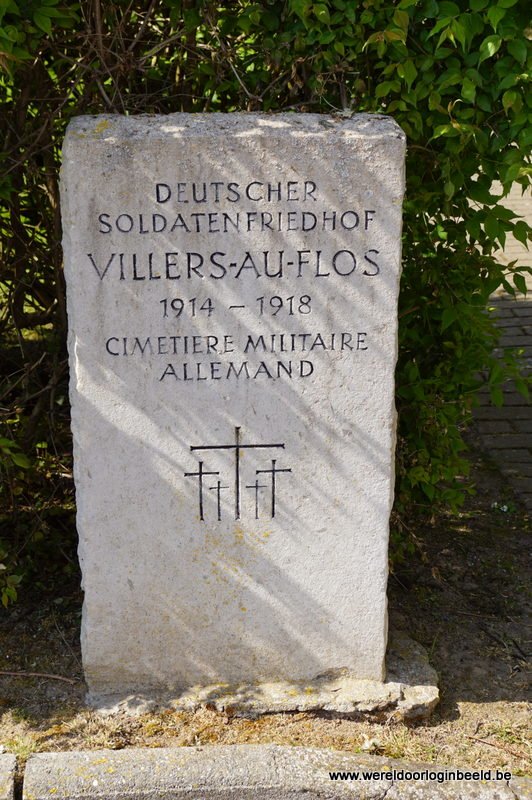 DEUTSCHER
SOLDATENFRIEDHOF
VILLERS-AU-FLOS
1914 – 1918
CIMETIERE MILITAIRE
ALLEMAND
www.wereldoorloginbeeld.be